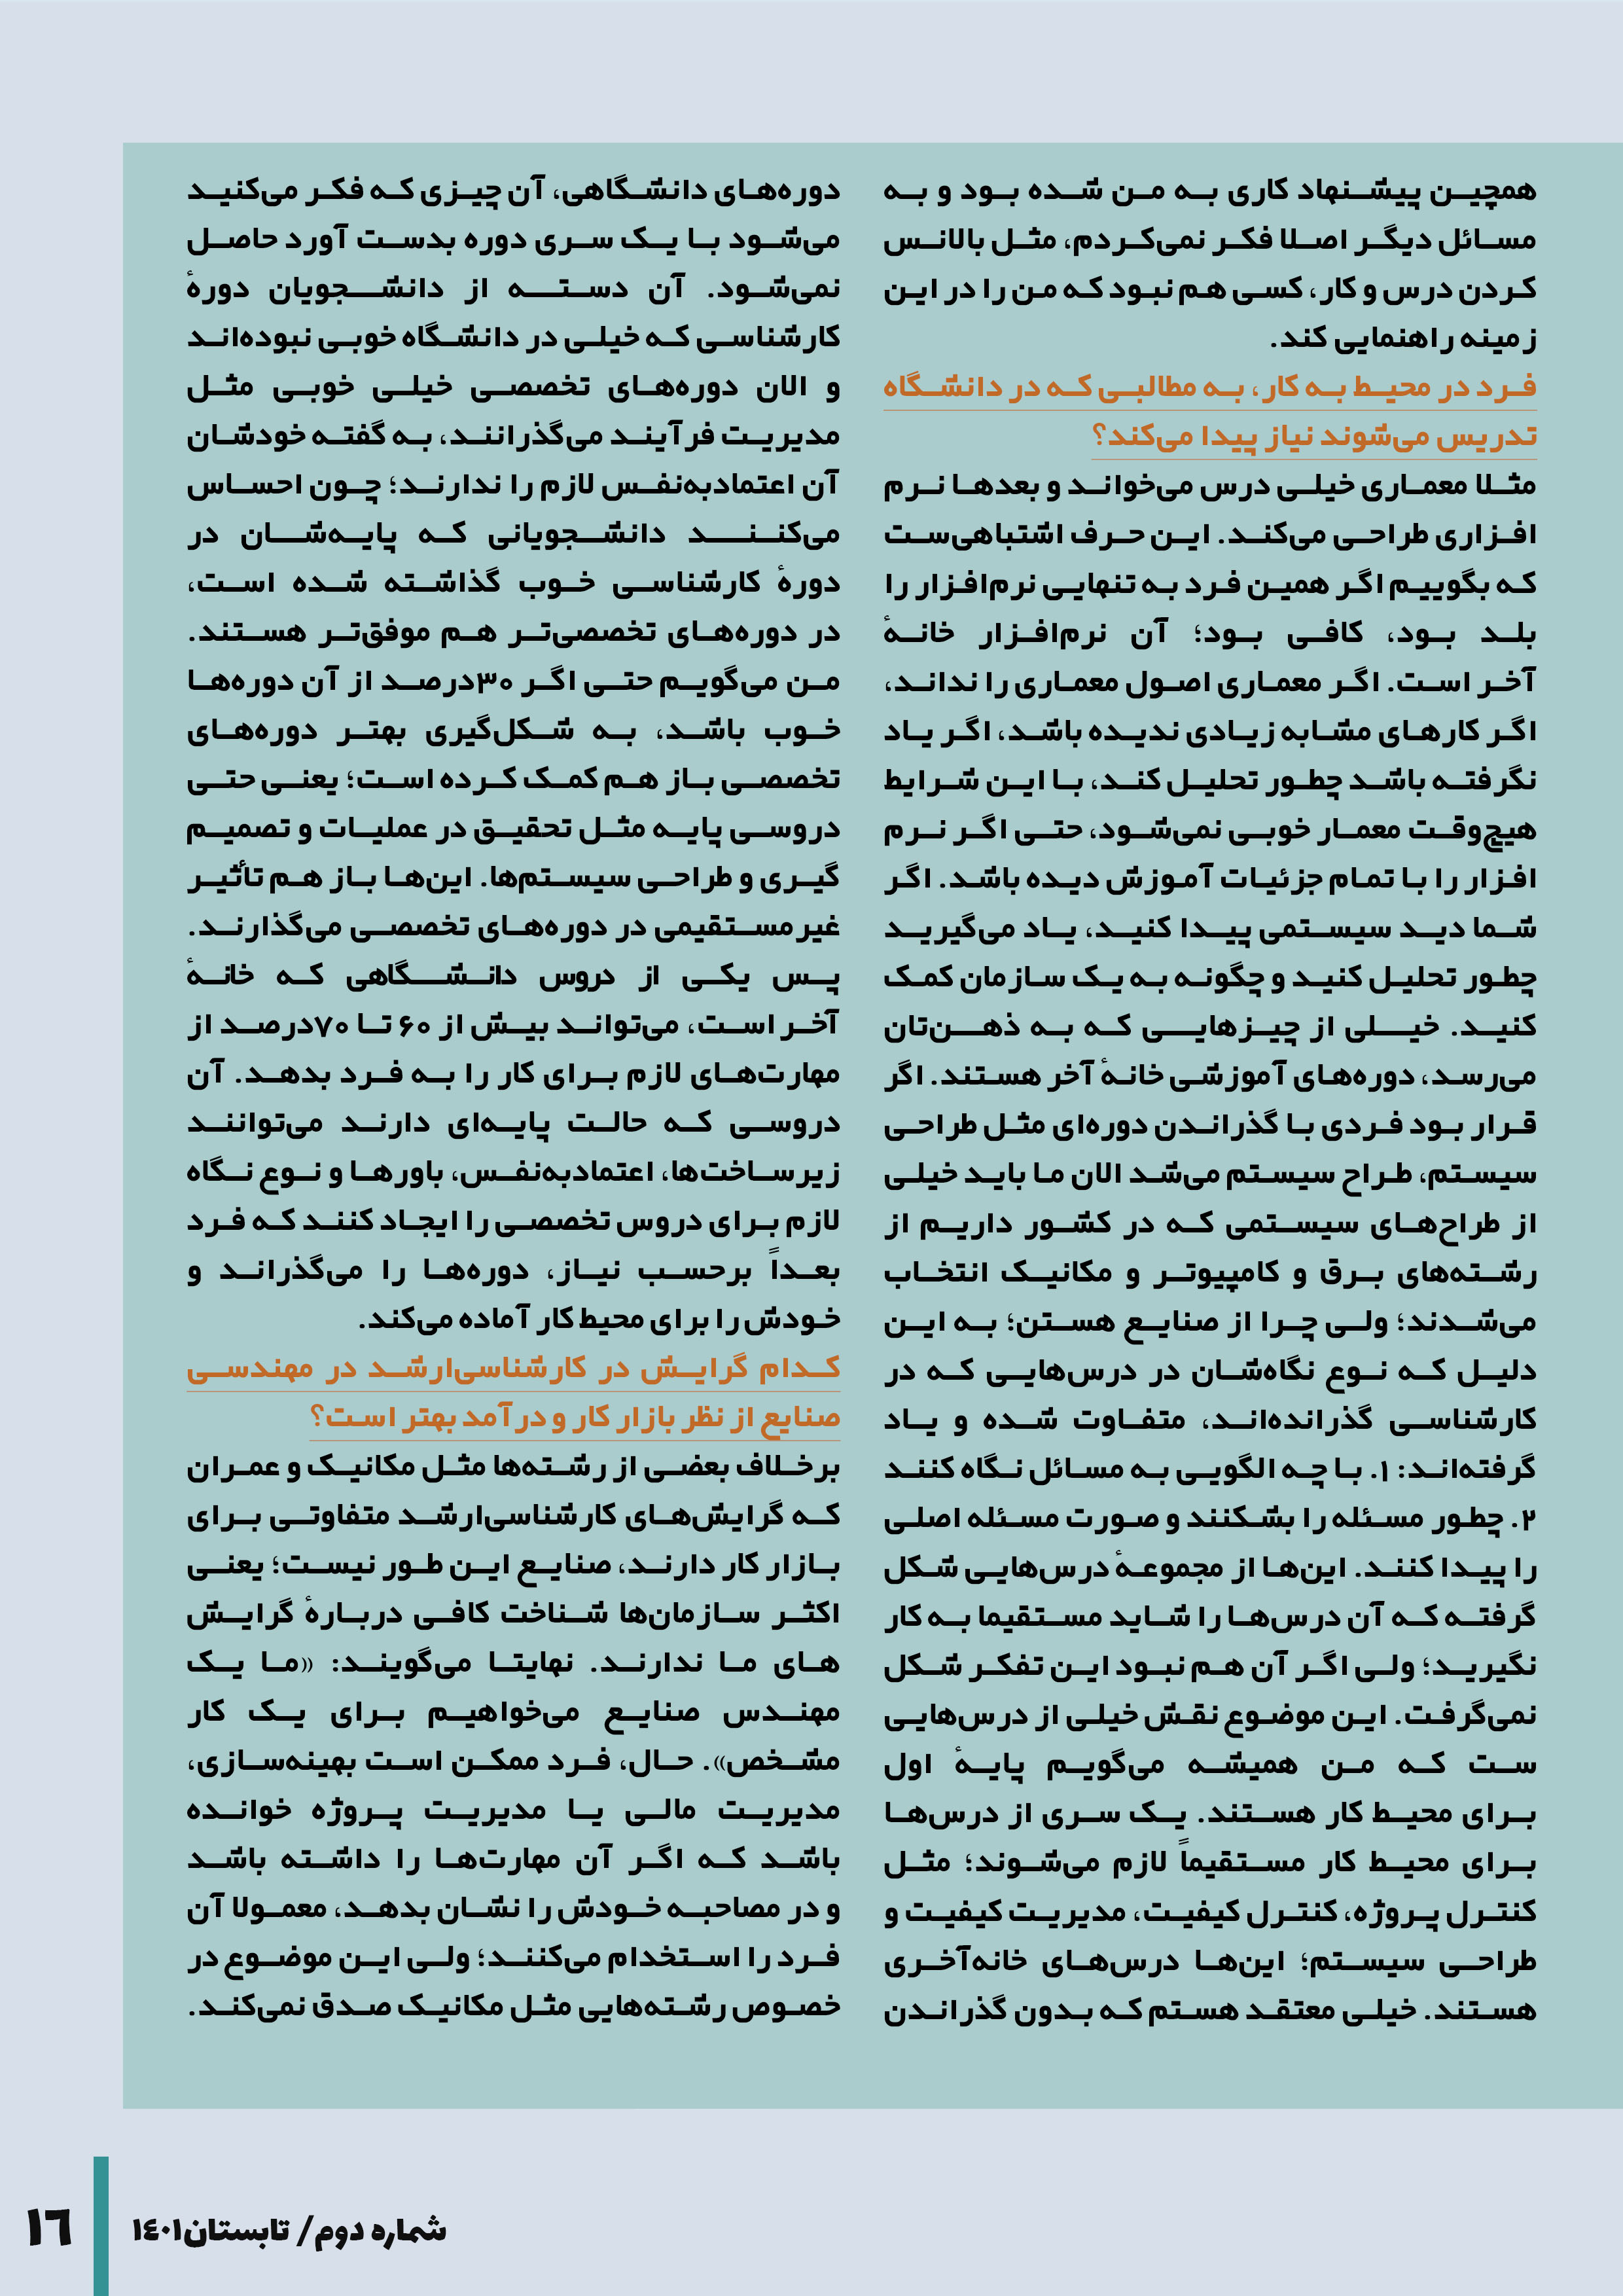 همچین پیشنهاد کاری به من شده بود و به
مسائل دیگر اصلا فکر نمی‌کردم، مثل بالانس
کردن درس و کار، کسی هم نبود که من را در این
زمینه راهنمایی کند.
فرد در محیط به کار، به مطالبی که در دانشگاه
تدریس می‌شوند نیاز پیدا می‌کند؟
مثلا معماری خیلی درس می‌خواند و بعدها نرم
افزاری طراحی می‌کند. این حرف اشتباهی‌ست
که بگوییم اگر همین فرد به تنهایی نرم‌افزار را
بلد بود، کافی بود؛ آن نرم‌افزار خانهٔ
آخر است. اگر معماری اصول معماری را نداند،
اگر کارهای مشابه زیادی ندیده باشد، اگر یاد
نگرفته باشد چطور تحلیل کند، با این شرایط
هیچ‌وقت معمار خوبی نمی‌شود، حتی اگر نرم
افزار را با تمام جزئیات آموزش دیده باشد. اگر
شما دید سیستمی پیدا کنید، یاد می‌گیرید
چطور تحلیل کنید و چگونه به یک سازمان کمک
کنید. خیلی از چیزهایی که به ذهن‌تان
می‌رسد، دوره‌های آموزشی خانهٔ آخر هستند. اگر
قرار بود فردی با گذراندن دوره‌ای مثل طراحی
سیستم، طراح سیستم می‌شد الان ما باید خیلی
از طراح‌های سیستمی که در کشور داریم از
رشته‌های برق و کامپیوتر و مکانیک انتخاب
می‌شدند؛ ولی چرا از صنایع هستن؛ به این
دلیل که نوع نگاه‌شان در درس‌هایی که در
کارشناسی گذرانده‌اند، متفاوت شده و یاد
گرفته‌اند: ۱. با چه الگویی به مسائل نگاه کنند
۲. چطور مسئله را بشکنند و صورت مسئله اصلی
را پیدا کنند. این‌ها از مجموعهٔ درس‌هایی شکل
گرفته که آن درس‌ها را شاید مستقیما به کار
نگیرید؛ ولی اگر آن هم نبود این تفکر شکل
نمی‌گرفت. این موضوع نقش خیلی از درس‌هایی
ست که من همیشه می‌گویم پایهٔ اول
برای محیط کار هستند. یک سری از درس‌ها
برای محیط کار مستقیماً لازم می‌شوند؛ مثل
کنترل پروژه، کنترل کیفیت، مدیریت کیفیت و
طراحی سیستم؛ این‌ها درس‌های خانه‌آخری
هستند. خیلی معتقد هستم که بدون گذراندن
دوره‌های دانشگاهی، آن چیزی که فکر می‌کنید
می‌شود با یک سری دوره بدست آورد حاصل
نمی‌شود. آن دسته از دانشجویان دورهٔ
کارشناسی که خیلی در دانشگاه خوبی نبوده‌اند
و الان دوره‌های تخصصی خیلی خوبی مثل
مدیریت فرآیند می‌گذرانند، به گفته خودشان
آن اعتمادبه‌نفس لازم را ندارند؛ چون احساس
می‌کنند دانشجویانی که پایه‌شان در
دورهٔ کارشناسی خوب گذاشته شده است،
در دوره‌های تخصصی‌تر هم موفق‌تر هستند.
من می‌گویم حتی اگر ۳۰درصد از آن دوره‌ها
خوب باشد، به شکل‌گیری بهتر دوره‌های
تخصصی باز هم کمک کرده است؛ یعنی حتی
دروسی پایه مثل تحقیق در عملیات و تصمیم
گیری و طراحی سیستم‌ها. این‌ها باز هم تأثیر
غیرمستقیمی در دوره‌های تخصصی می‌گذارند.
پس یکی از دروس دانشگاهی که خانهٔ
آخر است، می‌تواند بیش از ۶۰ تا ۷۰درصد از
مهارت‌های لازم برای کار را به فرد بدهد. آن
دروسی که حالت پایه‌ای دارند می‌توانند
زیرساخت‌ها، اعتمادبه‌نفس، باورها و نوع نگاه
لازم برای دروس تخصصی را ایجاد کنند که فرد
بعداً برحسب نیاز، دوره‌ها را می‌گذراند و
خودش را برای محیط کار آماده می‌کند.
کدام گرایش در کارشناسی‌ارشد در مهندسی
صنایع از نظر بازار کار و درآمد بهتر است؟
برخلاف بعضی از رشته‌ها مثل مکانیک و عمران
که گرایش‌های کارشناسی‌ارشد متفاوتی برای
بازار کار دارند، صنایع این طور نیست؛ یعنی
اکثر سازمان‌ها شناخت کافی دربارهٔ گرایش
های ما ندارند. نهایتا می‌گویند: «ما یک
مهندس صنایع می‌خواهیم برای یک کار
مشخص». حال، فرد ممکن است بهینه‌سازی،
مدیریت مالی یا مدیریت پروژه خوانده
باشد که اگر آن مهارت‌ها را داشته باشد
و در مصاحبه خودش را نشان بدهد، معمولا آن
فرد را استخدام می‌کنند؛ ولی این موضوع در
خصوص رشته‌هایی مثل مکانیک صدق نمی‌کند.
شماره دوم/ تابستان۱٤۰۱
۱٦